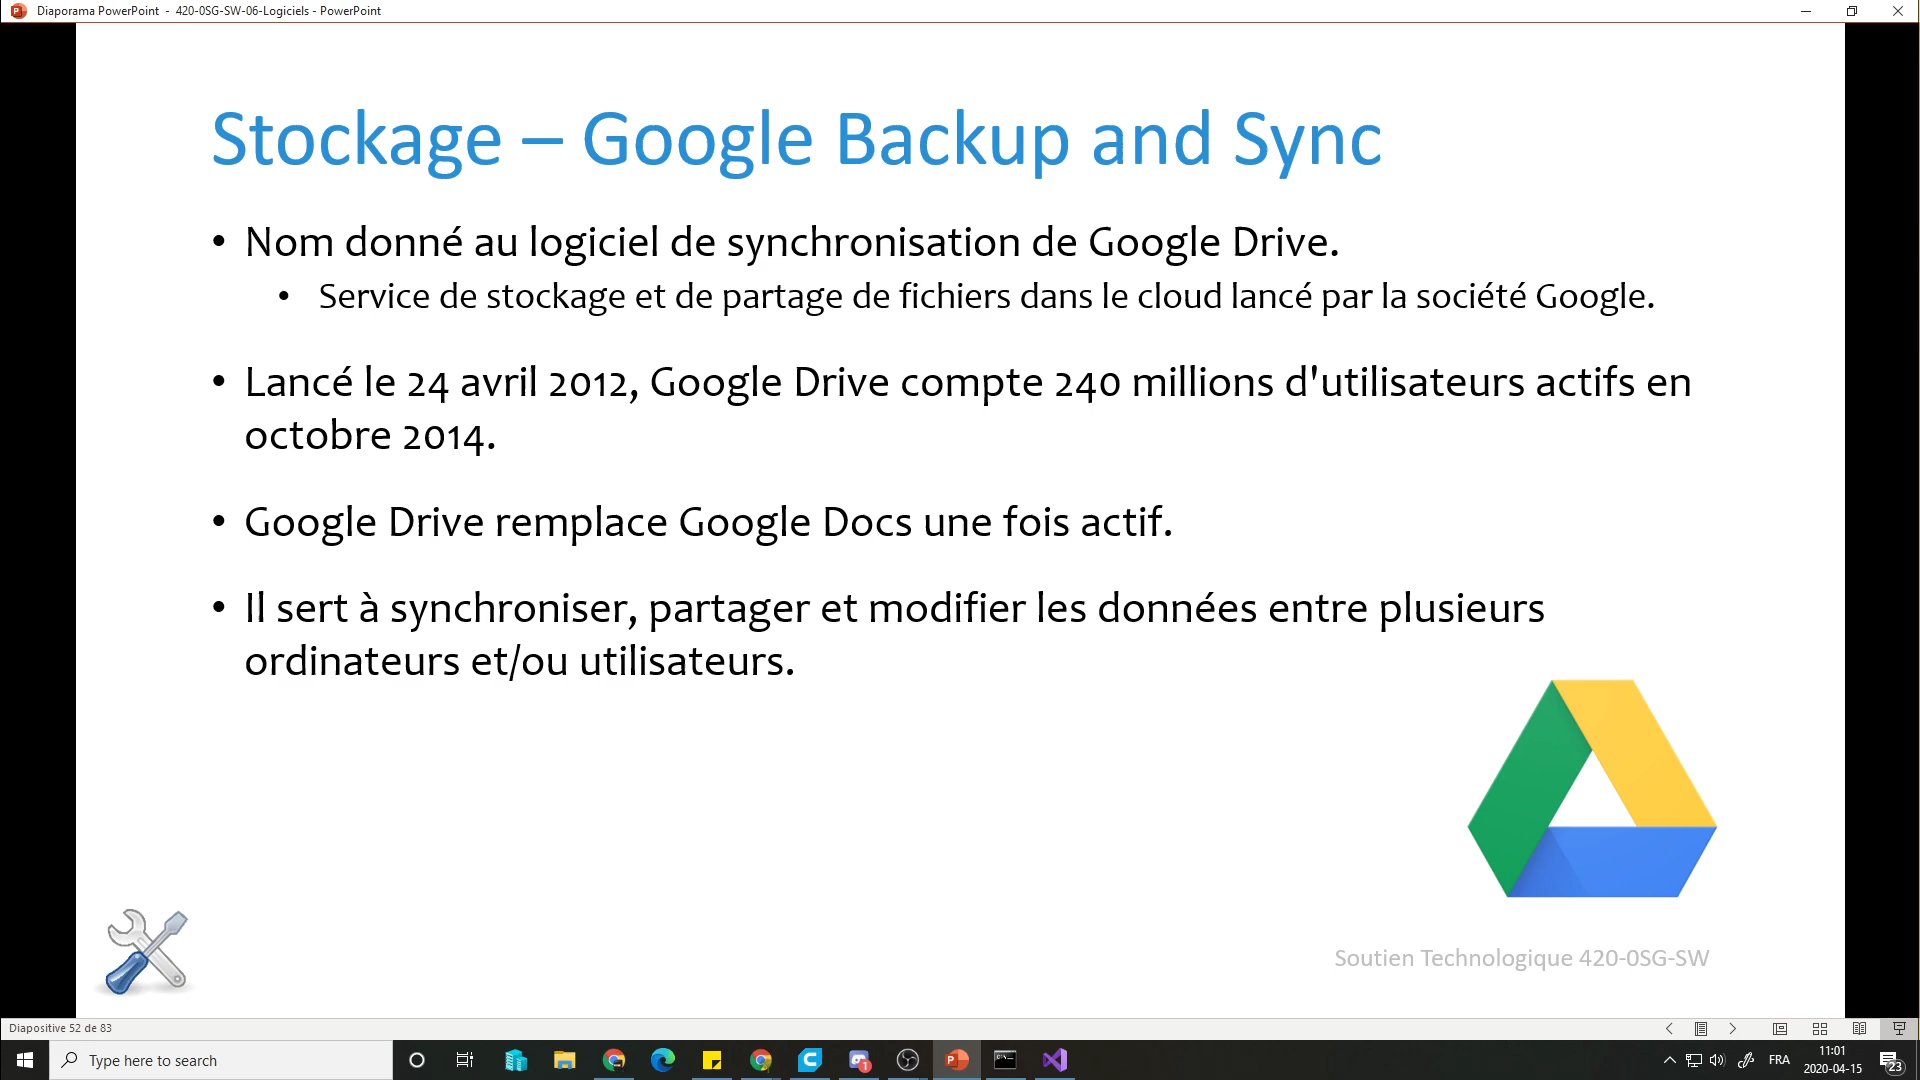 Diaporama PowerPoint - 420-0SG-SW-06-Logiciels - PowerPoint
Stockage – Google Backup and Sync
• Nom donné au logiciel de synchronisation de Google Drive.
• Service de stockage et de partage de fichiers dans le cloud lancé par la société Google.
• Lancé le 24 avril 2012, Google Drive compte 240 millions d'utilisateurs actifs en
octobre 2014.
• Google Drive remplace Google Docs une fois actif.
• Il sert à synchroniser, partager et modifier les données entre plusieurs
ordinateurs et/ou utilisateurs.
Soutien Technologique 420-0SG-SW
Diapositive 52 de 83
Type here to search
1
FRA
11:01
2020-04-15
23